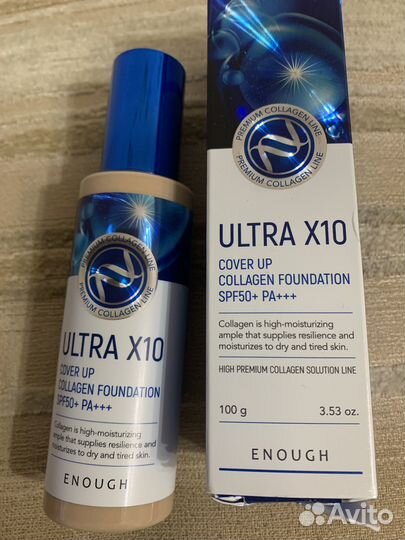 PREMIUM COLLAGEN LINE
PREMIUM COLLAGEN LINE
ULTRA X10
COVER UP
COLLAGEN FOUNDATION
SPF50+ PA+++
Collagen is high-moisturizing
ample that supplies resilience and
moisturizes to dry and tired skin.
ENOUGH
PREMIUM COLLAGEN LINE
PREMIUM COLLAGEN LINE
ULTRA X10
COVER UP
COLLAGEN FOUNDATION
SPF50+ PA+++
Collagen is high-moisturizing
ample that supplies resilience and
moisturizes to dry and tired skin.
HIGH PREMIUM COLLAGEN SOLUTION LINE
100 g 3.53 oz.
ENOUGH
Avito